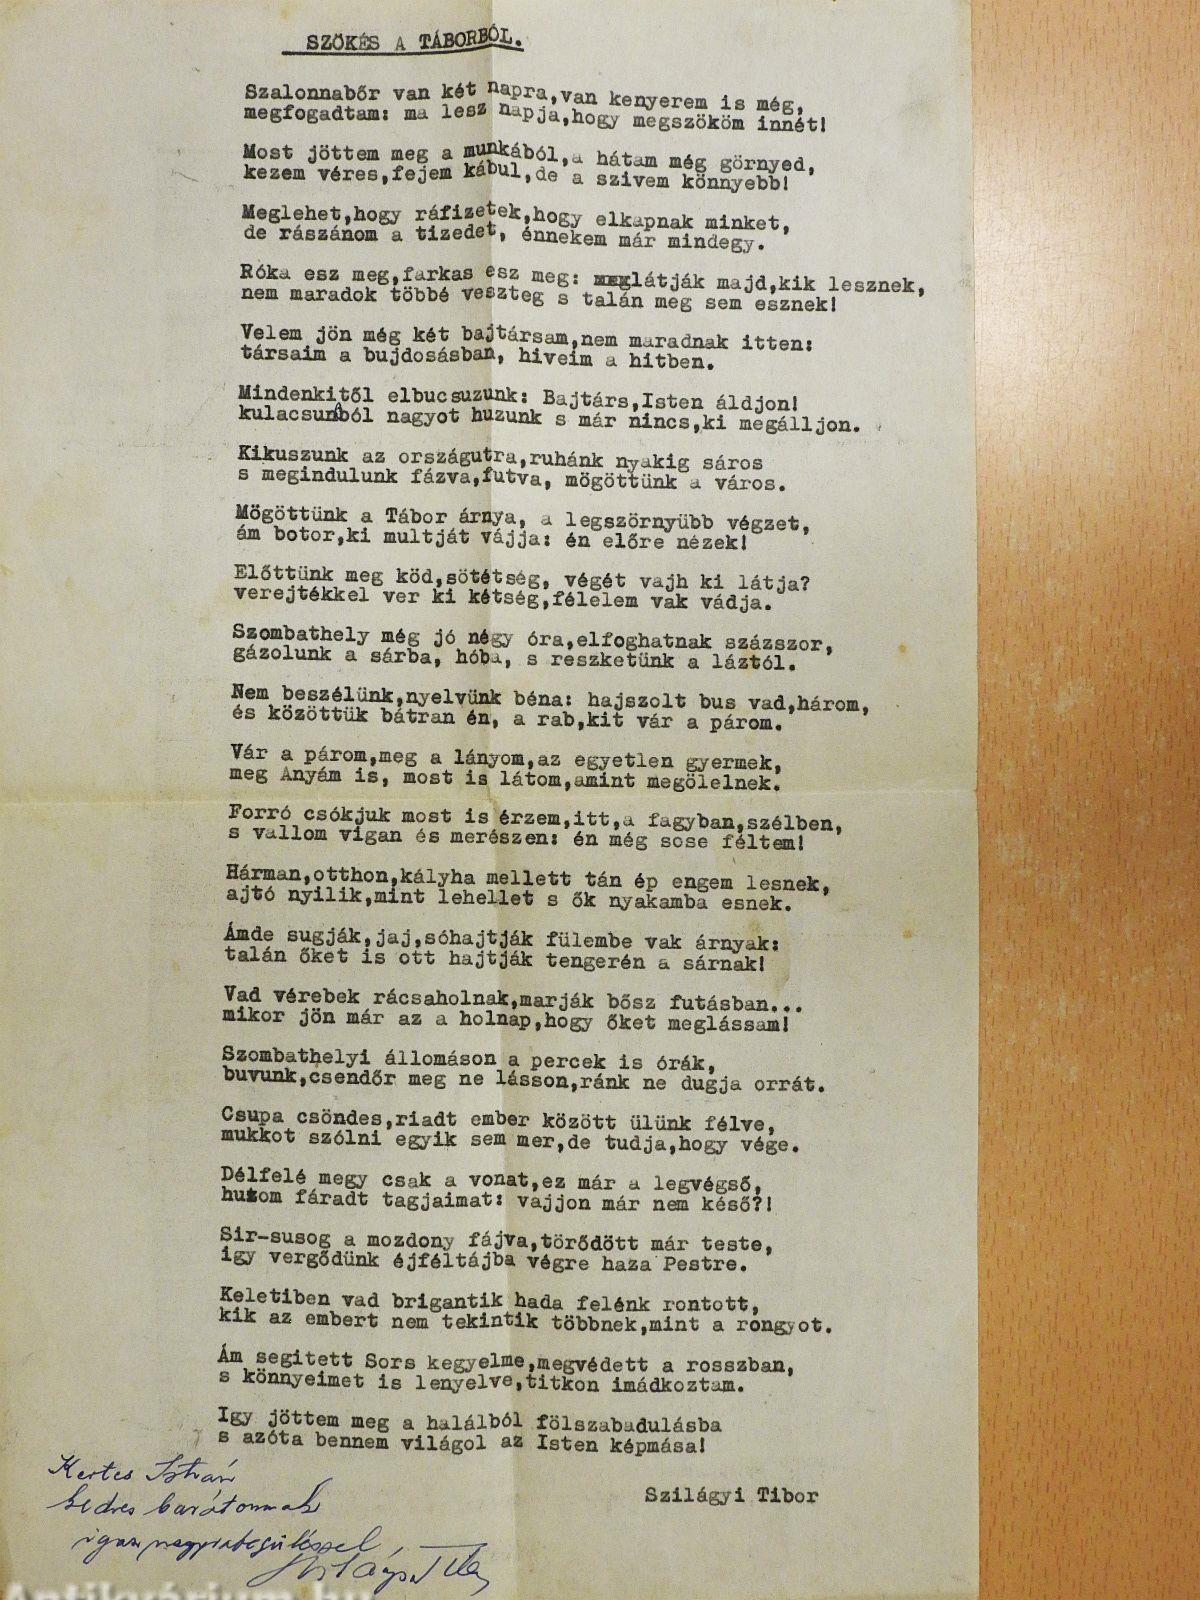 SZÖKÉS A TÁBORBÓL.
Szalonnabőr van két napra,van kenyerem is még,
megfogadtam: ma lesz napja,hogy megszököm innét!
Most jöttem meg a munkából,a hátam még görnyed,
kezem véres,fejem kábul,de a szivem könnyebb!
Meglehet,hogy ráfizetek,hogy elkapnak minket,
de rászánom a tizedet, énnekem már mindegy.
Róka esz meg,farkas esz meg: meglátják majd,kik lesznek,
nem maradok többé veszteg s talán meg sem esznek!
Velem jön még két bajtársam,nem maradnak itten:
társaim a bujdosásban, hiveim a hitben.
Mindenkitől elbucsuzunk: Bajtárs,Isten áldjon!
kulacsunkból nagyot huzunk s már nincs,ki megálljon.
Kikuszunk az országutra,ruhánk nyakig sáros
s megindulunk fázva,futva, mögöttünk a város.
Mögöttünk a Tábor árnya, a legszörnyübb végzet,
ám botor,ki multját vájja: én előre nézek!
Előttünk meg köd,sötétség, végét vajh ki látja?
verejtékkel ver ki kétség,félelem vak vádja.
Szombathely még jó négy óra,elfoghatnak százszor,
gázolunk a sárba, hóba, s reszketünk a láztól.
Nem beszélünk,nyelvünk béna: hajszolt bus vad,három,
és közöttük bátran én, a rab,kit vár a párom.
Vár a párom,meg a lányom,az egyetlen gyermek,
meg Anyám is, most is látom,amint megölelnek.
Forró csókjuk most is érzem,itt,a fagyban,szélben,
s vallom vigan és merészen: én még sose féltem!
Hárman,otthon,kályha mellett tán ép engem lesnek,
ajtó nyilik,mint lehellet s ők nyakamba esnek.
Ámde sugják,jaj,sóhajtják fülembe vak árnyak:
talán őket is ott hajtják tengerén a sárnak!
Vad vérebek rácsaholnak,marják bősz futásban...
mikor jön már az a holnap,hogy őket meglássam!
Szombathelyi állomáson a percek is órák,
buvunk,csendőr meg ne lásson,ránk ne dugja orrát.
Csupa csöndes,riadt ember között ülünk félve,
mukkot szólni egyik sem mer,de tudja,hogy vége.
Délfelé megy csak a vonat,ez már a legvégső,
huzom fáradt tagjaimat: vajjon már nem késő?!
Sir-susog a mozdony fájva,törődött már teste,
igy vergődünk éjféltájba végre haza Pestre.
Keletiben vad brigantik hada felénk rontott,
kik az embert nem tekintik többnek,mint a rongyot.
Ám segitett Sors kegyelme,megvédett a rosszban,
s könnyeimet is lenyelve,titkon imádkoztam.
Igy jöttem meg a halálból fölszabadulásba
s azóta bennem világol az Isten képmása!
Szilágyi Tibor
Kertes István
kedves barátomnak
igaz nagyrabecsüléssel
Szilágyi Tibor
Antikvárium.hu